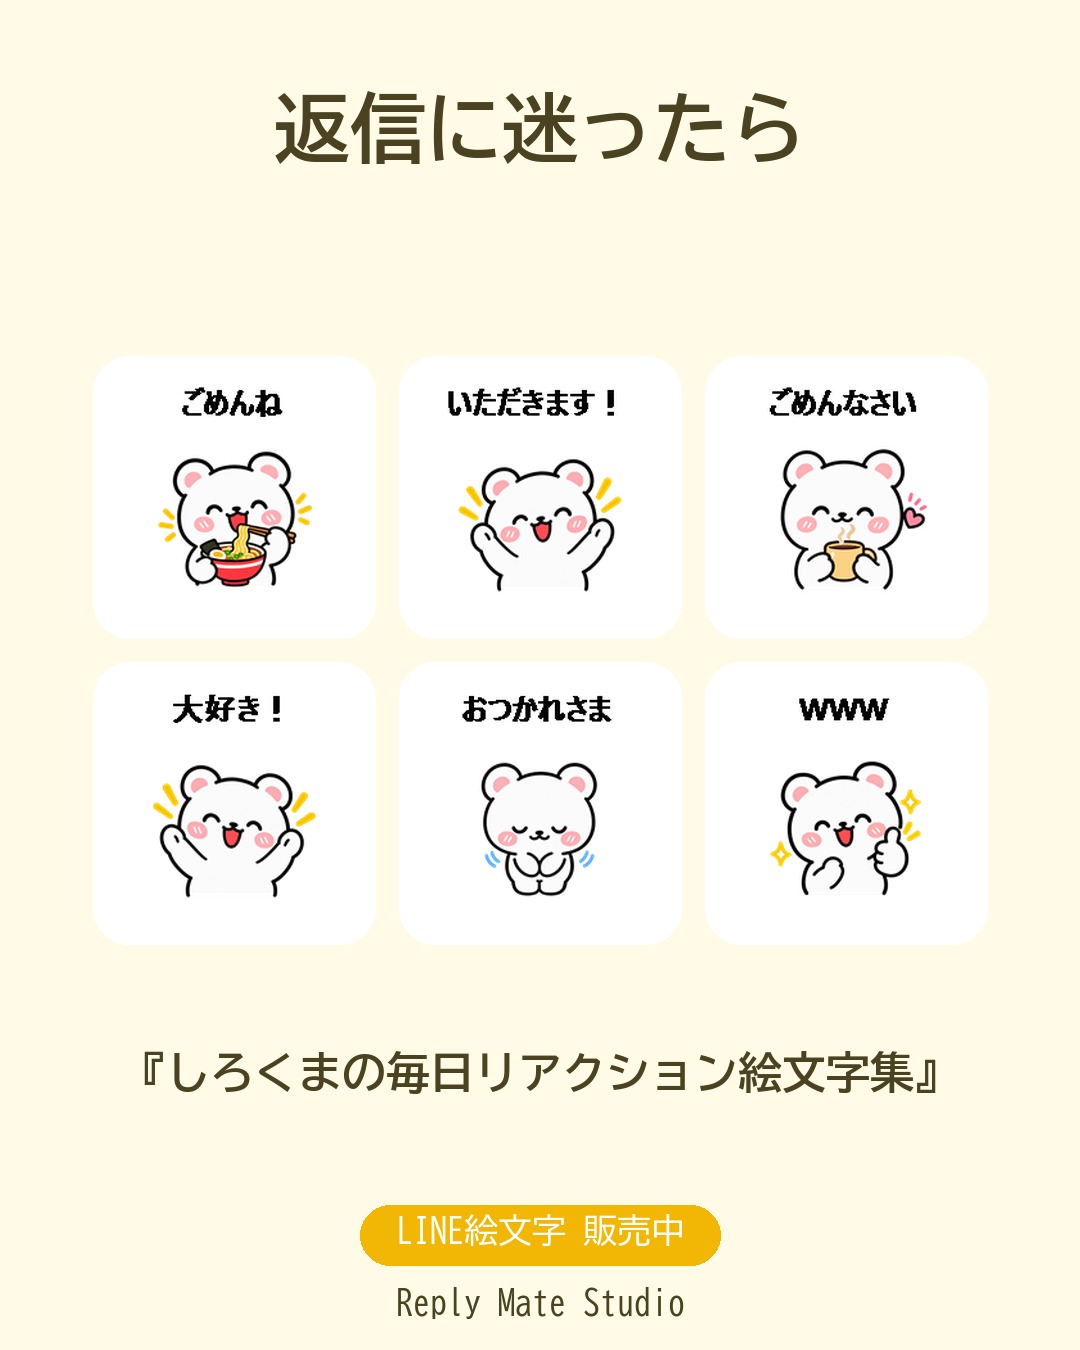 返信に迷ったら
ごめんね
いただきます！
ごめんなさい
大好き！
おつかれさま
www
『しろくまの毎日リアクション絵文字集』
LINE絵文字 販売中
Reply Mate Studio